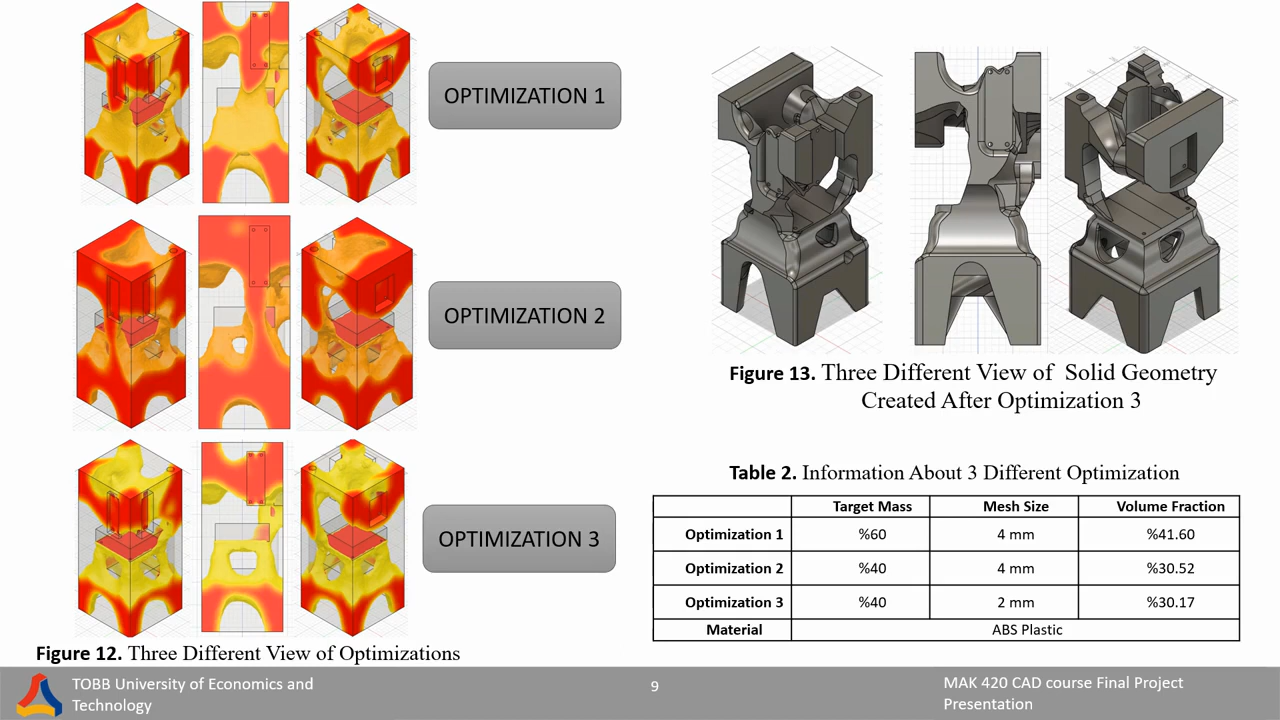 OPTIMIZATION 1
OPTIMIZATION 2
OPTIMIZATION 3
Figure 12. Three Different View of Optimizations
Figure 13. Three Different View of Solid Geometry
Created After Optimization 3
Table 2. Information About 3 Different Optimization
Target Mass Mesh Size Volume Fraction
Optimization 1 %60 4 mm %41.60
Optimization 2 %40 4 mm %30.52
Optimization 3 %40 2 mm %30.17
Material ABS Plastic
TOBB University of Economics and
Technology
9
MAK 420 CAD course Final Project
Presentation